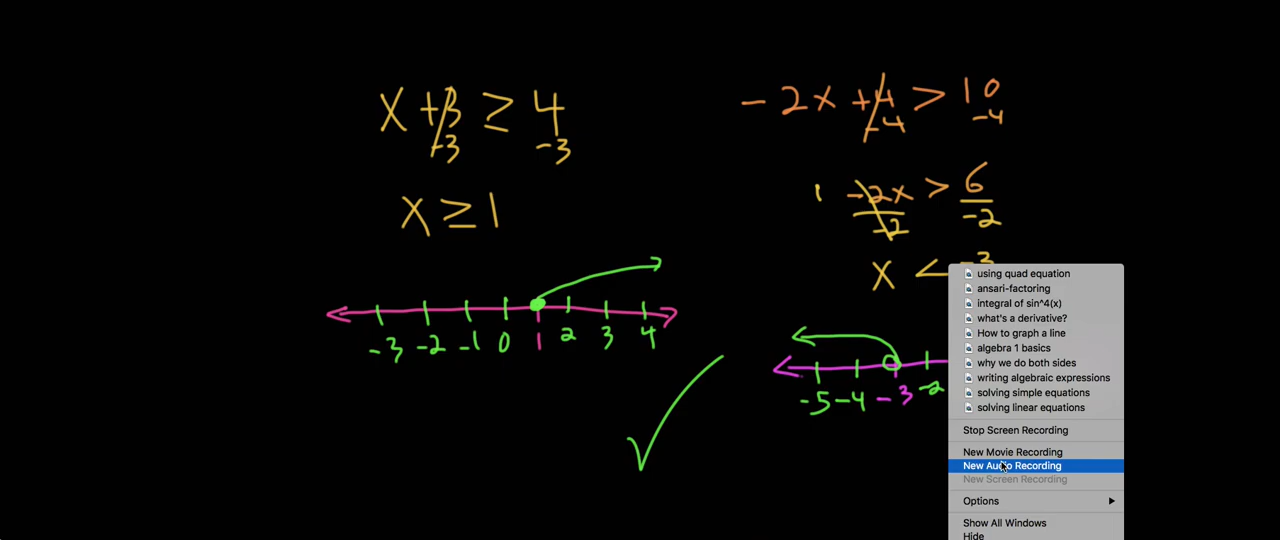 x + 3 ≥ 4
-3 -3
x ≥ 1
-3 -2 -1 0 1 2 3 4
- 2x + 4 > 10
-4 -4
1 -2x > 6
-2 -2
x < -3
-5 -4 -3 -2
using quad equation
ansari-factoring
integral of sin^4(x)
what's a derivative?
How to graph a line
algebra 1 basics
why we do both sides
writing algebraic expressions
solving simple equations
solving linear equations
Stop Screen Recording
New Movie Recording
New Audio Recording
New Screen Recording
Options
Show All Windows
Hide